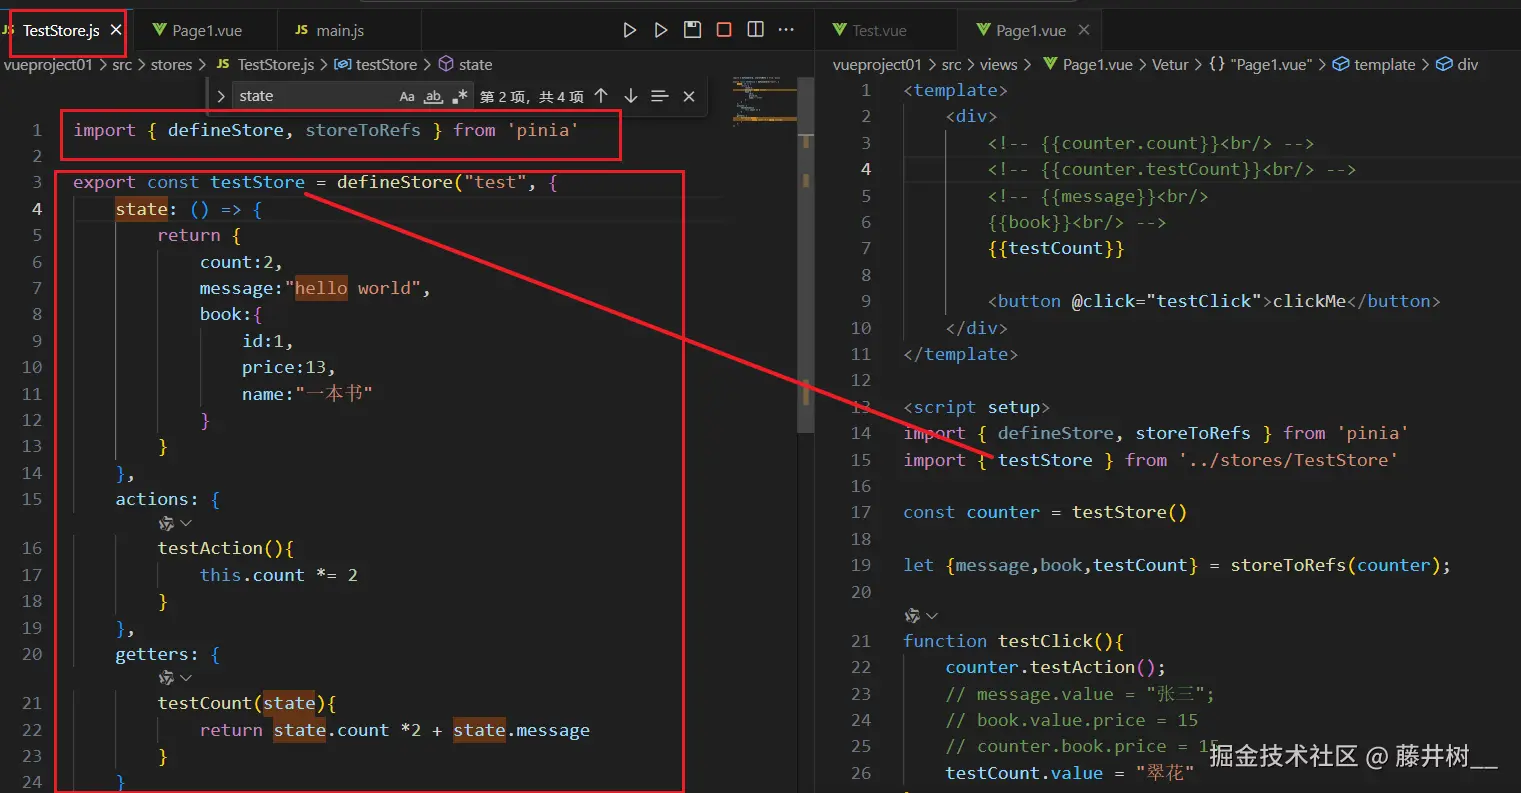 JS TestStore.js × Page1.vue JS main.js
vueproject01 > src > stores > JS TestStore.js > testStore > state
state Aa ab .* 第 2 项, 共 4 项
1 import { defineStore, storeToRefs } from 'pinia'
2
3 export const testStore = defineStore("test", {
4 state: () => {
5 return {
6 count:2,
7 message:"hello world",
8 book:{
9 id:1,
10 price:13,
11 name:"一本书"
12 }
13 }
14 },
15 actions: {
16 testAction(){
17 this.count *= 2
18 }
19 },
20 getters: {
21 testCount(state){
22 return state.count *2 + state.message
23 }
24 }
Test.vue Page1.vue ×
vueproject01 > src > views > Page1.vue > Vetur > {} "Page1.vue" > template > div
1 <template>
2 <div>
3 <!-- {{counter.count}}<br/> -->
4 <!-- {{counter.testCount}}<br/> -->
5 <!-- {{message}}<br/>
6 {{book}}<br/> -->
7 {{testCount}}
8
9 <button @click="testClick">clickMe</button>
10 </div>
11 </template>
12
13 <script setup>
14 import { defineStore, storeToRefs } from 'pinia'
15 import { testStore } from '../stores/TestStore'
16
17 const counter = testStore()
18
19 let {message,book,testCount} = storeToRefs(counter);
20
21 function testClick(){
22 counter.testAction();
23 // message.value = "张三";
24 // book.value.price = 15
25 // counter.book.price = 15
26 testCount.value = "翠花"
掘金技术社区 @ 藤井树__